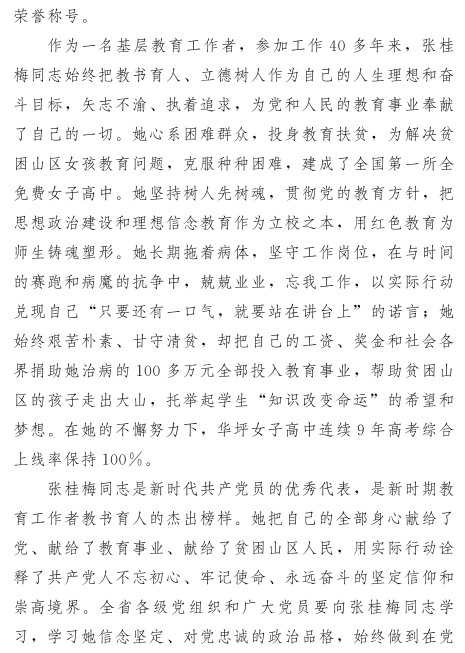 荣誉称号。
作为一名基层教育工作者，参加工作 40 多年来，张桂
梅同志始终把教书育人、立德树人作为自己的人生理想和奋
斗目标，矢志不渝、执着追求，为党和人民的教育事业奉献
了自己的一切。她心系困难群众，投身教育扶贫，为解决贫
困山区女孩教育问题，克服种种困难，建成了全国第一所全
免费女子高中。她坚持树人先树魂，贯彻党的教育方针，把
思想政治建设和理想信念教育作为立校之本，用红色教育为
师生铸魂塑形。她长期拖着病体，坚守工作岗位，在与时间
的赛跑和病魔的抗争中，兢兢业业，忘我工作，以实际行动
兑现自己“只要还有一口气，就要站在讲台上”的诺言；她
始终艰苦朴素、甘守清贫，却把自己的工资、奖金和社会各
界捐助她治病的 100 多万元全部投入教育事业，帮助贫困山
区的孩子走出大山，托举起学生“知识改变命运”的希望和
梦想。在她的不懈努力下，华坪女子高中连续 9 年高考综合
上线率保持 100％。
张桂梅同志是新时代共产党员的优秀代表，是新时期教
育工作者教书育人的杰出榜样。她把自己的全部身心献给了
党、献给了教育事业、献给了贫困山区人民，用实际行动诠
释了共产党人不忘初心、牢记使命、永远奋斗的坚定信仰和
崇高境界。全省各级党组织和广大党员要向张桂梅同志学
习，学习她信念坚定、对党忠诚的政治品格，始终做到在党